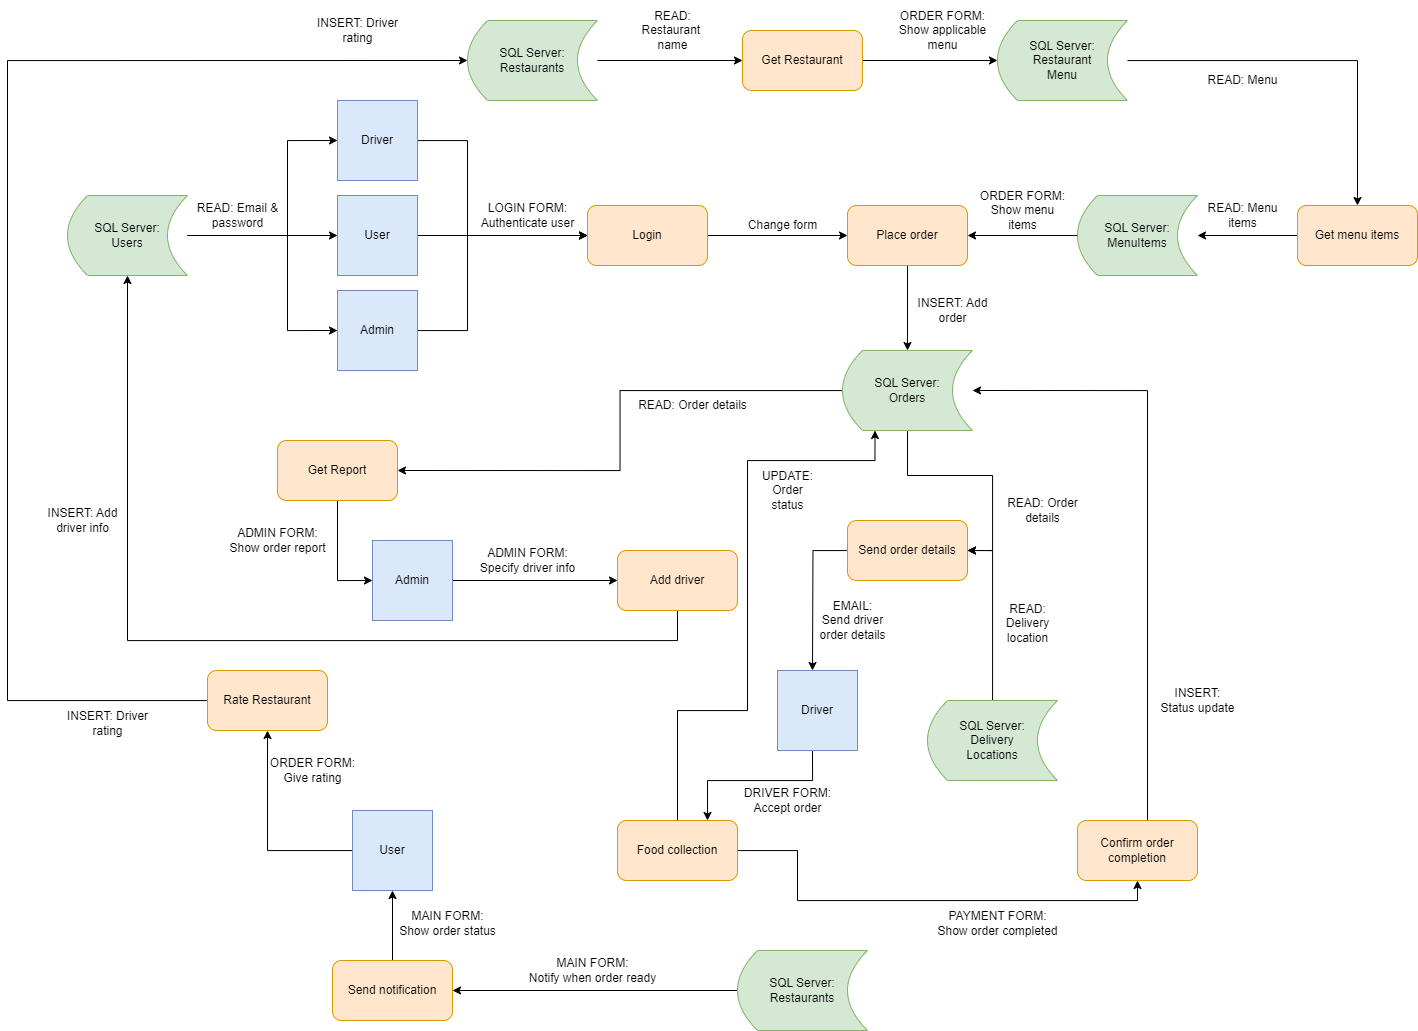 INSERT: Driver
rating
SQL Server:
Restaurants
READ:
Restaurant
name
Get Restaurant
ORDER FORM:
Show applicable
menu
SQL Server:
Restaurant
Menu
READ: Menu
Driver
SQL Server:
Users
READ: Email &
password
User
LOGIN FORM:
Authenticate user
Login
Change form
Place order
ORDER FORM:
Show menu
items
SQL Server:
MenuItems
READ: Menu
items
Get menu items
Admin
INSERT: Add
order
SQL Server:
Orders
READ: Order details
Get Report
UPDATE:
Order
status
READ: Order
details
INSERT: Add
driver info
ADMIN FORM:
Show order report
Admin
ADMIN FORM:
Specify driver info
Add driver
Send order details
EMAIL:
Send driver
order details
READ:
Delivery
location
Rate Restaurant
INSERT: Driver
rating
Driver
SQL Server:
Delivery
Locations
INSERT:
Status update
ORDER FORM:
Give rating
DRIVER FORM:
Accept order
User
Food collection
Confirm order
completion
MAIN FORM:
Show order status
PAYMENT FORM:
Show order completed
Send notification
MAIN FORM:
Notify when order ready
SQL Server:
Restaurants